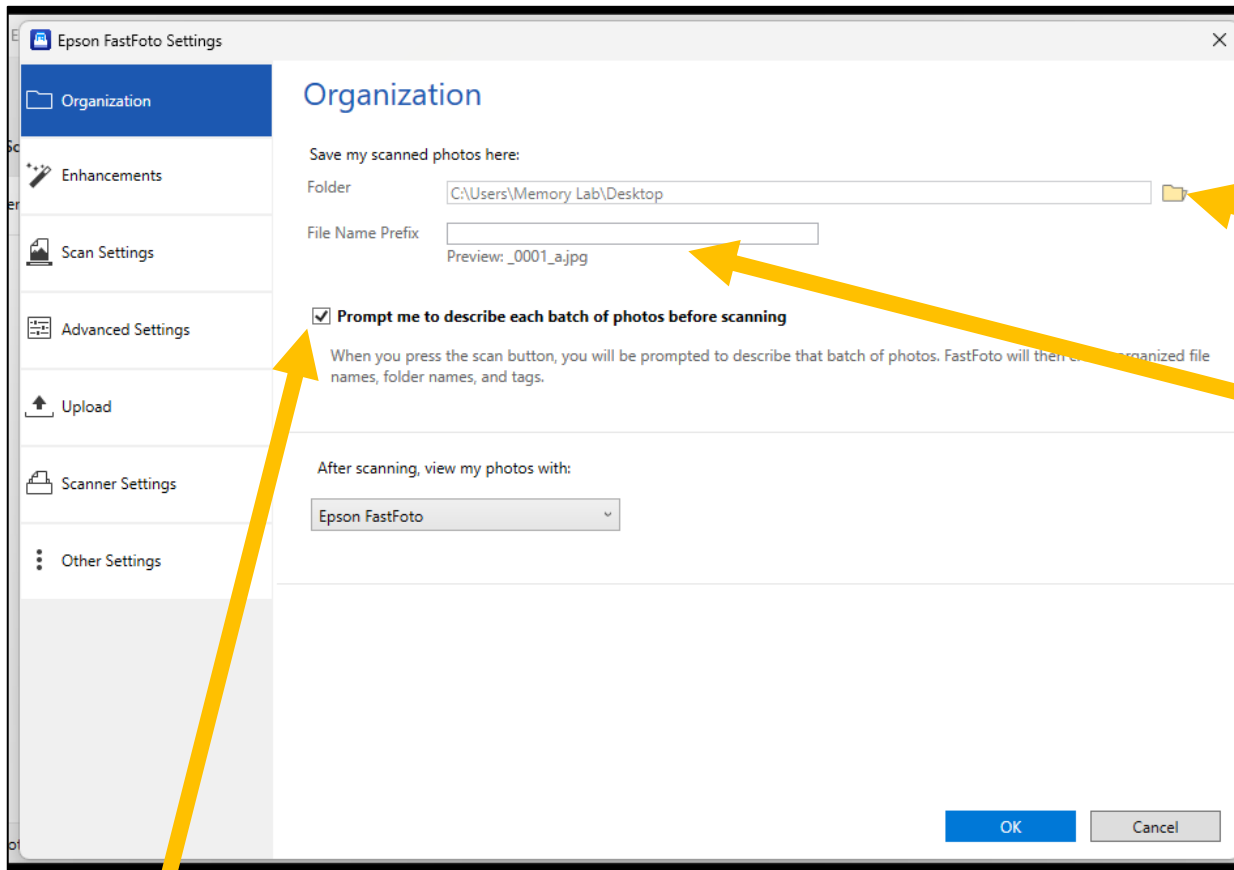 Epson FastFoto Settings
Organization
Organization
Save my scanned photos here:
Enhancements
Folder
C:\Users\Memory Lab\Desktop
File Name Prefix
Preview: _0001_a.jpg
Scan Settings
Prompt me to describe each batch of photos before scanning
Advanced Settings
When you press the scan button, you will be prompted to describe that batch of photos. FastFoto will then organized file
names, folder names, and tags.
Upload
After scanning, view my photos with:
Scanner Settings
Epson FastFoto
Other Settings
OK
Cancel